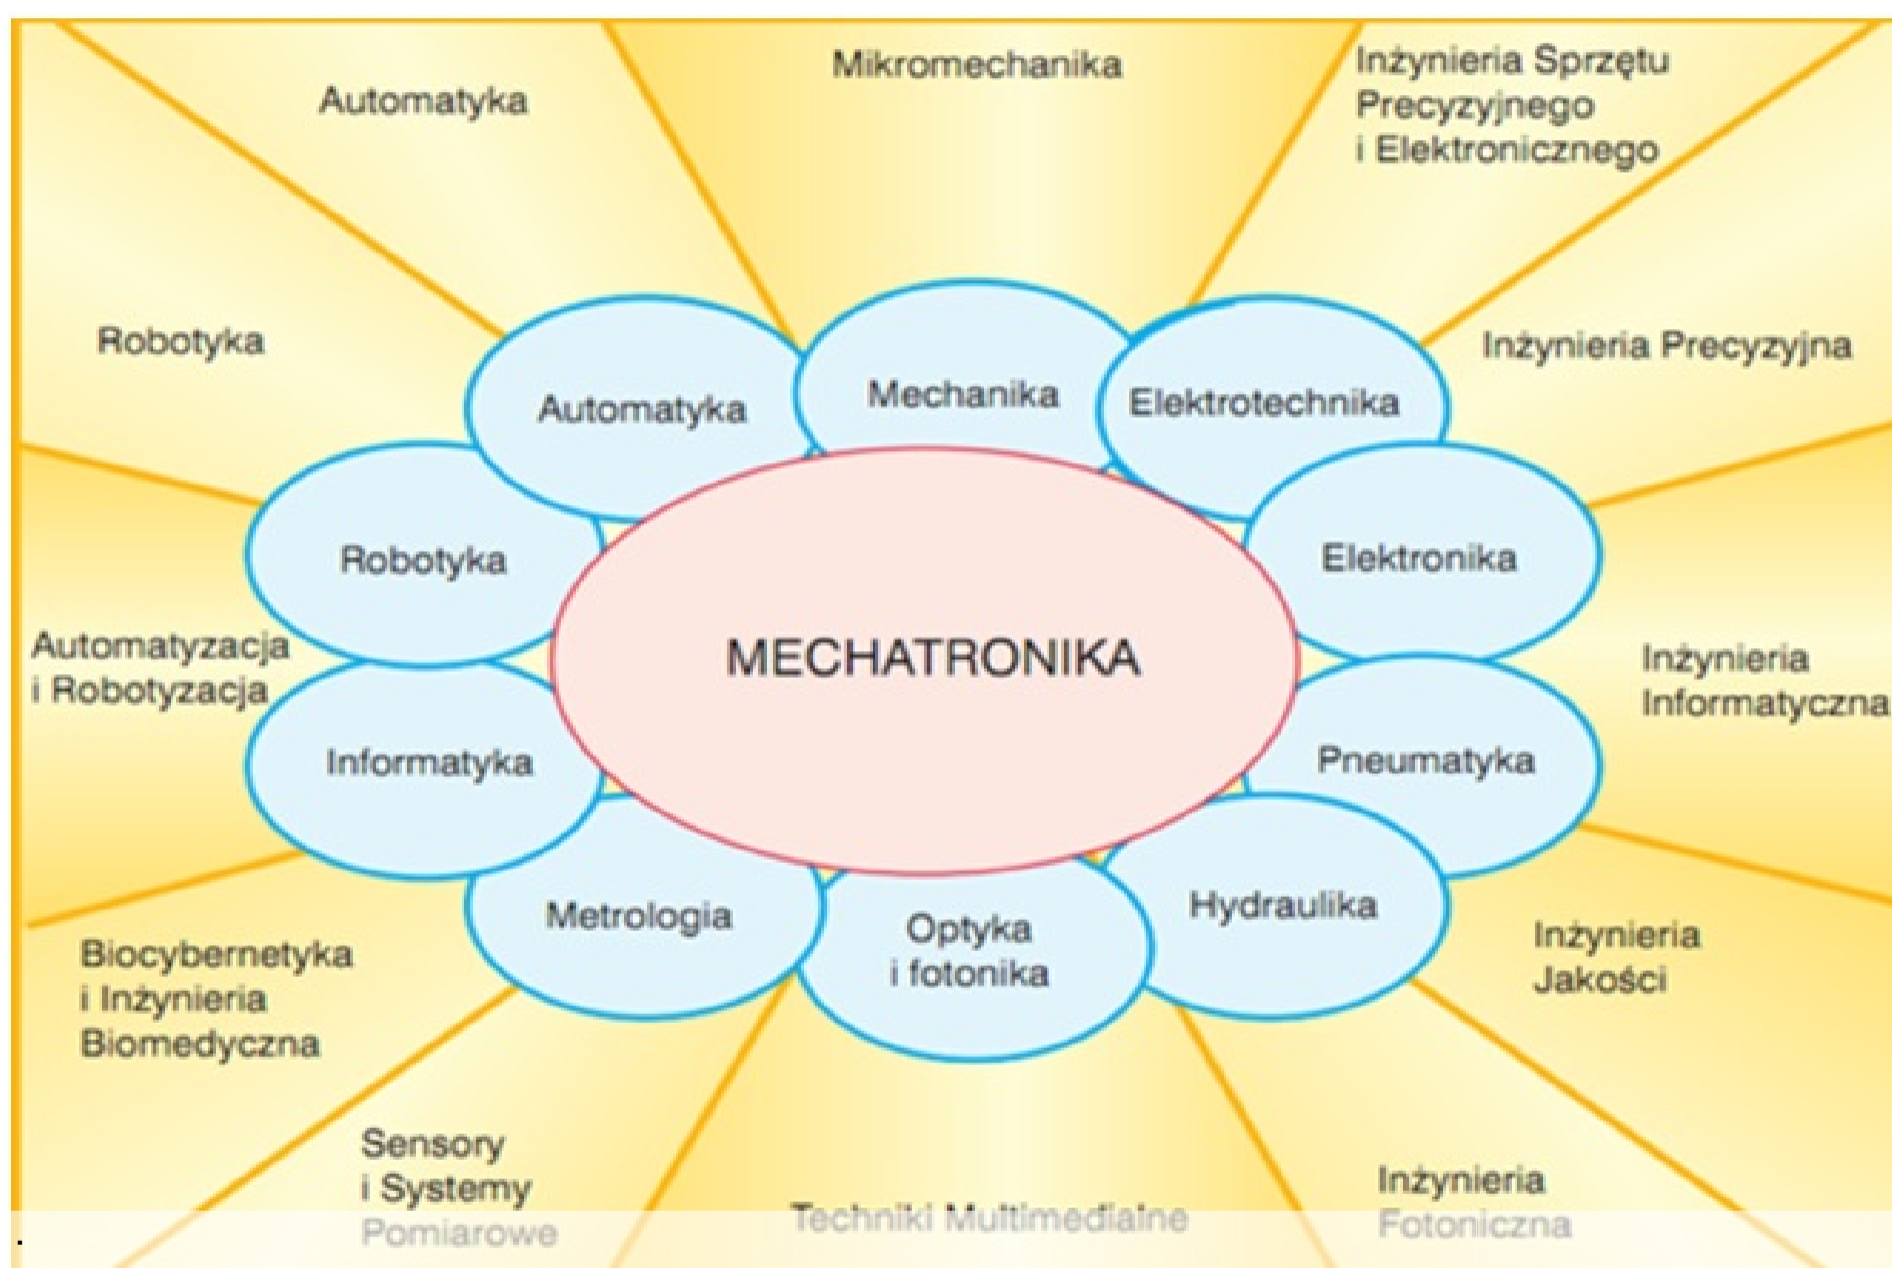 Mikromechanika
Inżynieria Sprzętu
Precyzyjnego
i Elektronicznego
Automatyka
Robotyka
Inżynieria Precyzyjna
Automatyka
Mechanika
Elektrotechnika
Robotyka
Elektronika
Automatyzacja
i Robotyzacja
MECHATRONIKA
Inżynieria
Informatyczna
Informatyka
Pneumatyka
Metrologia
Optyka
i fotonika
Hydraulika
Inżynieria
Jakości
Biocybernetyka
i Inżynieria
Biomedyczna
Sensory
i Systemy
Pomiarowe
Techniki Multimedialne
Inżynieria
Fotoniczna
.